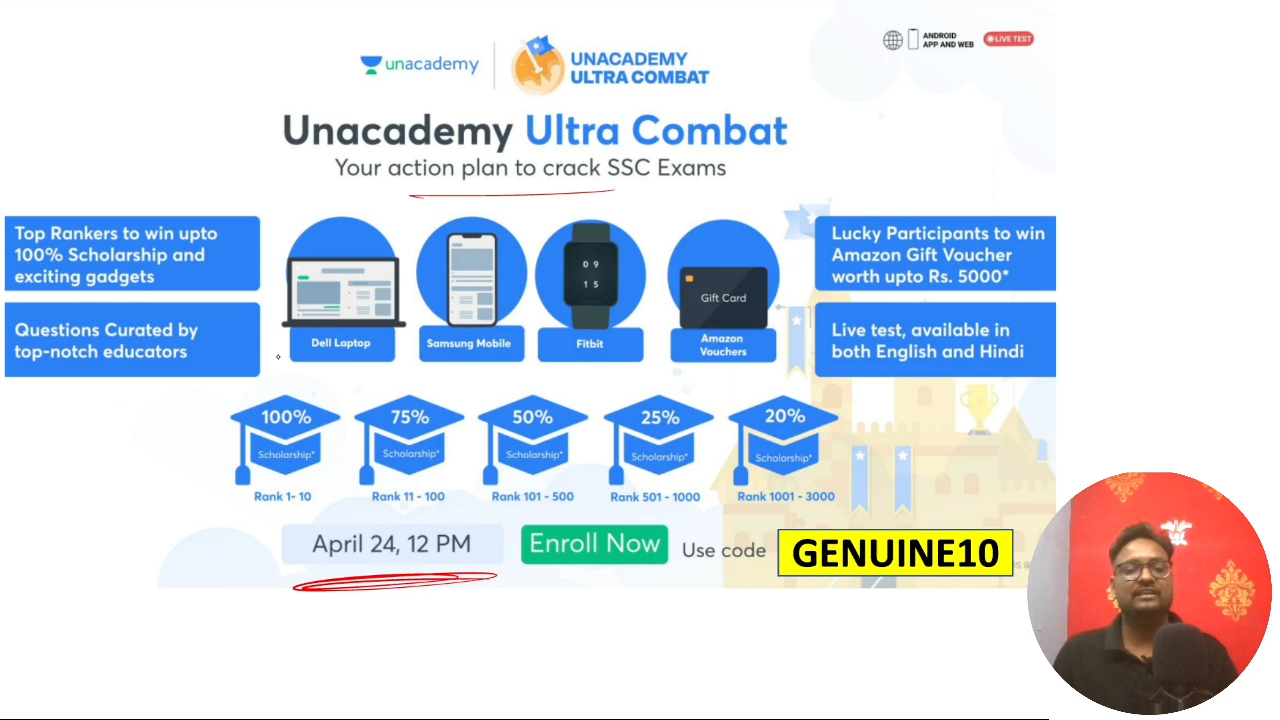 unacademy
UNACADEMY
ULTRA COMBAT
ANDROID
APP AND WEB
LIVE TEST
Unacademy Ultra Combat
Your action plan to crack SSC Exams
Top Rankers to win upto
100% Scholarship and
exciting gadgets
Questions Curated by
top-notch educators
Dell Laptop
Samsung Mobile
09
15
Fitbit
Gift Card
Amazon
Vouchers
Lucky Participants to win
Amazon Gift Voucher
worth upto Rs. 5000*
Live test, available in
both English and Hindi
100%
Scholarship*
Rank 1- 10
75%
Scholarship*
Rank 11 - 100
50%
Scholarship*
Rank 101 - 500
25%
Scholarship*
Rank 501 - 1000
20%
Scholarship*
Rank 1001 - 3000
April 24, 12 PM
Enroll Now
Use code
GENUINE10